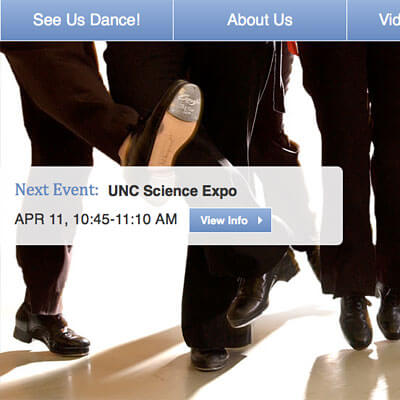 See Us Dance!
About Us
Vid
Next Event: UNC Science Expo
APR 11, 10:45-11:10 AM
View Info